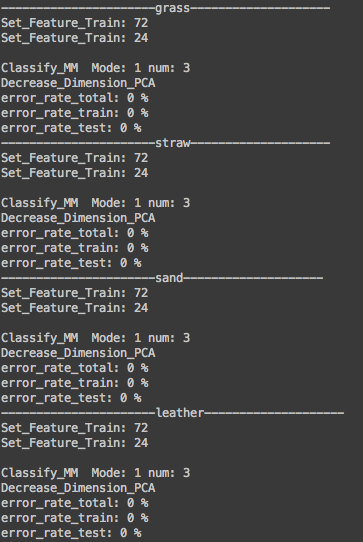 ----------------------grass--------------------
Set_Feature_Train: 72
Set_Feature_Train: 24
Classify_MM  Mode: 1 num: 3
Decrease_Dimension_PCA
error_rate_total: 0 %
error_rate_train: 0 %
error_rate_test: 0 %
----------------------straw--------------------
Set_Feature_Train: 72
Set_Feature_Train: 24
Classify_MM  Mode: 1 num: 3
Decrease_Dimension_PCA
error_rate_total: 0 %
error_rate_train: 0 %
error_rate_test: 0 %
----------------------sand--------------------
Set_Feature_Train: 72
Set_Feature_Train: 24
Classify_MM  Mode: 1 num: 3
Decrease_Dimension_PCA
error_rate_total: 0 %
error_rate_train: 0 %
error_rate_test: 0 %
----------------------leather--------------------
Set_Feature_Train: 72
Set_Feature_Train: 24
Classify_MM  Mode: 1 num: 3
Decrease_Dimension_PCA
error_rate_total: 0 %
error_rate_train: 0 %
error_rate_test: 0 %